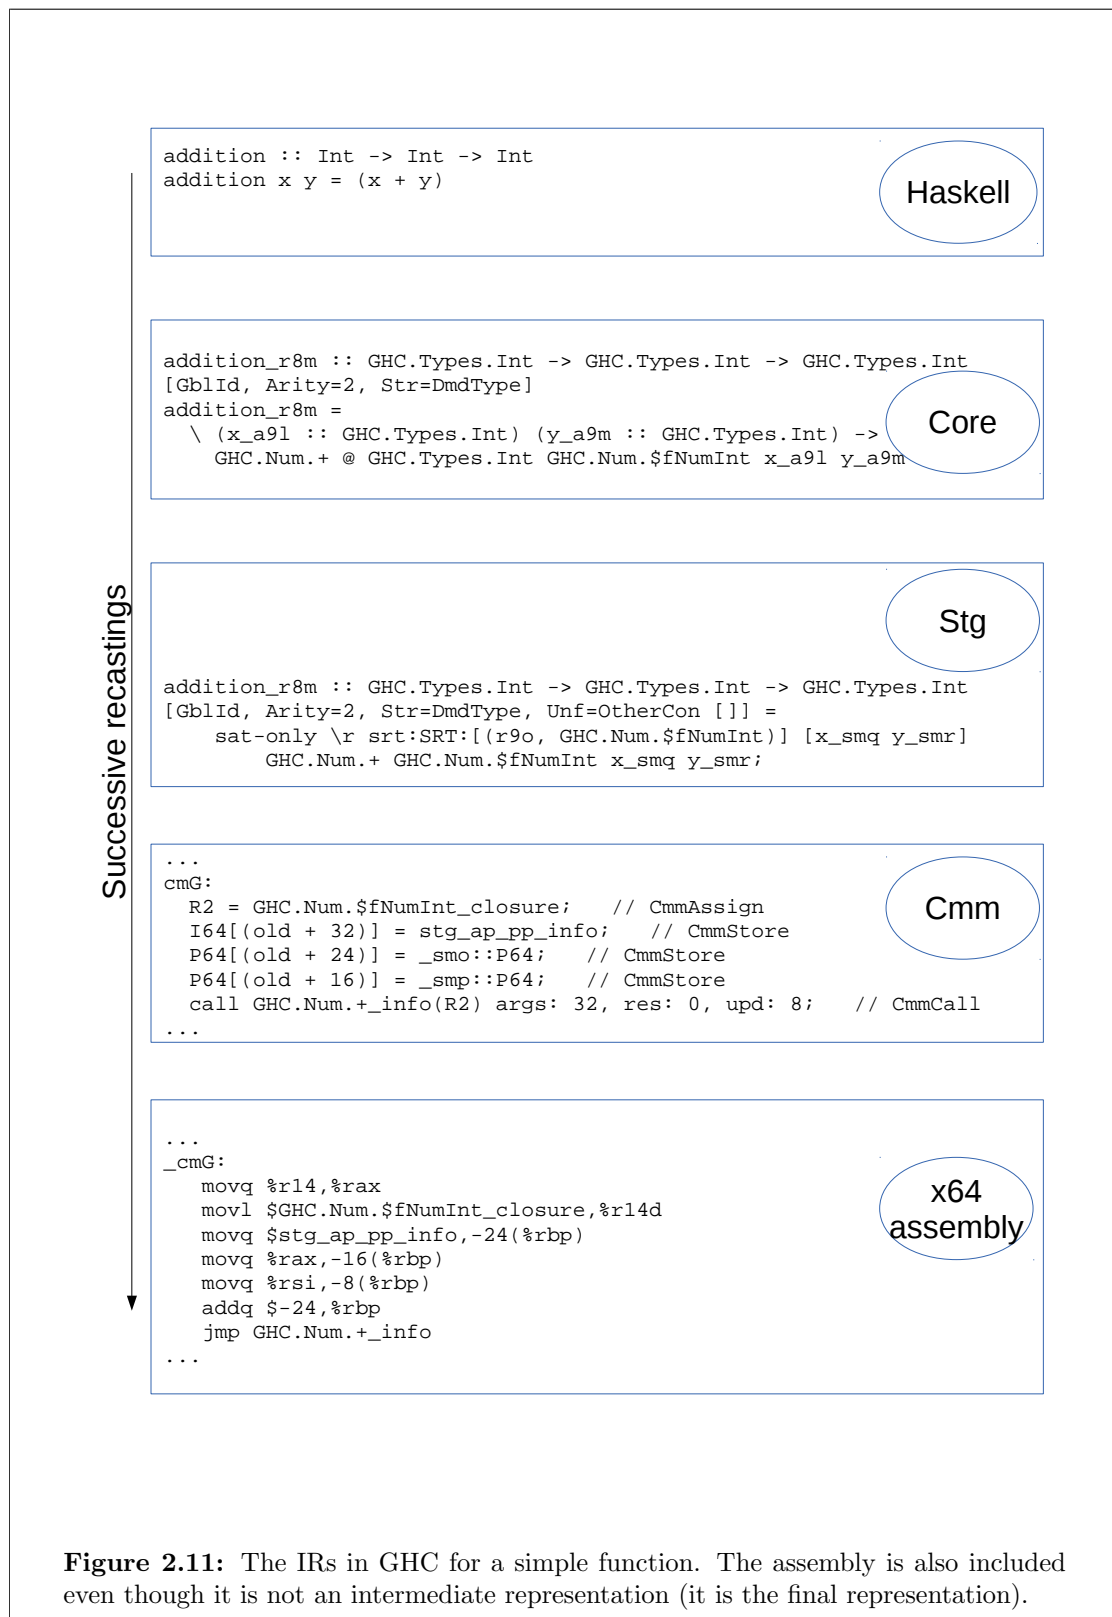 addition :: Int -> Int -> Int
addition x y = (x + y)
Haskell
addition_r8m :: GHC.Types.Int -> GHC.Types.Int -> GHC.Types.Int
[GblId, Arity=2, Str=DmdType]
addition_r8m =
  \ (x_a9l :: GHC.Types.Int) (y_a9m :: GHC.Types.Int) ->
    GHC.Num.+ @ GHC.Types.Int GHC.Num.$fNumInt x_a9l y_a9m
Core
Successive recastings
Stg
addition_r8m :: GHC.Types.Int -> GHC.Types.Int -> GHC.Types.Int
[GblId, Arity=2, Str=DmdType, Unf=OtherCon []] =
    sat-only \r srt:SRT:[(r9o, GHC.Num.$fNumInt)] [x_smq y_smr]
        GHC.Num.+ GHC.Num.$fNumInt x_smq y_smr;
...
cmG:
  R2 = GHC.Num.$fNumInt_closure;   // CmmAssign
  I64[(old + 32)] = stg_ap_pp_info;   // CmmStore
  P64[(old + 24)] = _smo::P64;   // CmmStore
  P64[(old + 16)] = _smp::P64;   // CmmStore
  call GHC.Num.+_info(R2) args: 32, res: 0, upd: 8;   // CmmCall
...
Cmm
...
_cmG:
   movq %r14,%rax
   movl $GHC.Num.$fNumInt_closure,%r14d
   movq $stg_ap_pp_info,-24(%rbp)
   movq %rax,-16(%rbp)
   movq %rsi,-8(%rbp)
   addq $-24,%rbp
   jmp GHC.Num.+_info
...
x64
assembly
Figure 2.11: The IRs in GHC for a simple function. The assembly is also included
even though it is not an intermediate representation (it is the final representation).